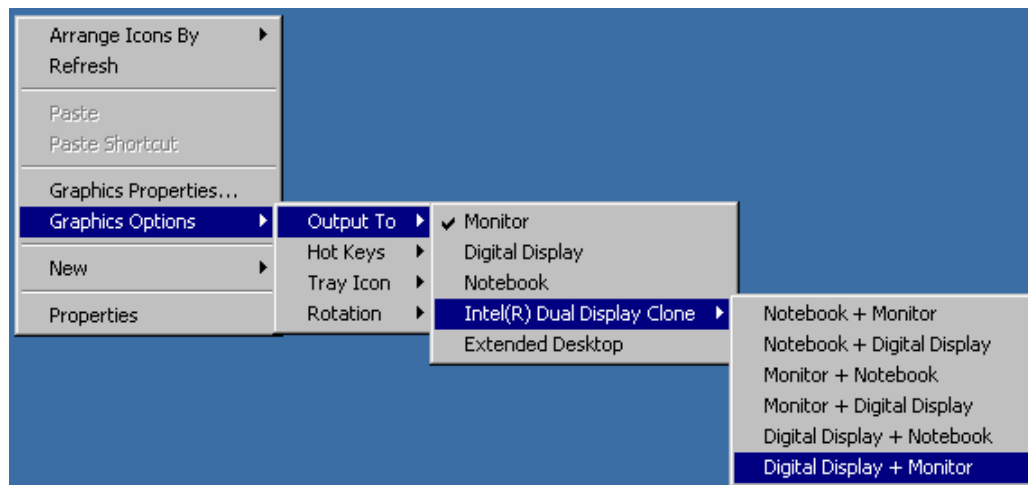 Arrange Icons By
Refresh
Paste
Paste Shortcut
Graphics Properties...
Graphics Options
New
Properties
Output To
Hot Keys
Tray Icon
Rotation
Monitor
Digital Display
Notebook
Intel(R) Dual Display Clone
Extended Desktop
Notebook + Monitor
Notebook + Digital Display
Monitor + Notebook
Monitor + Digital Display
Digital Display + Notebook
Digital Display + Monitor